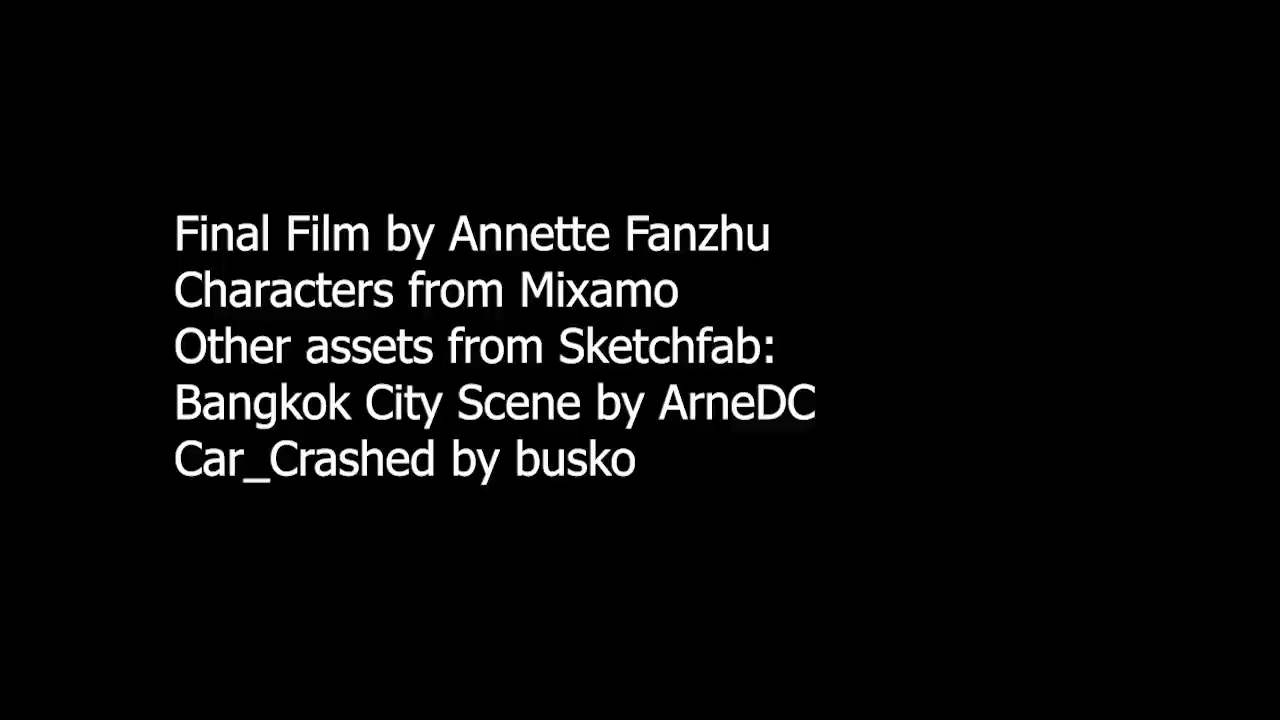 Final Film by Annette Fanzhu
Characters from Mixamo
Other assets from Sketchfab:
Bangkok City Scene by ArneDC
Car_Crashed by busko